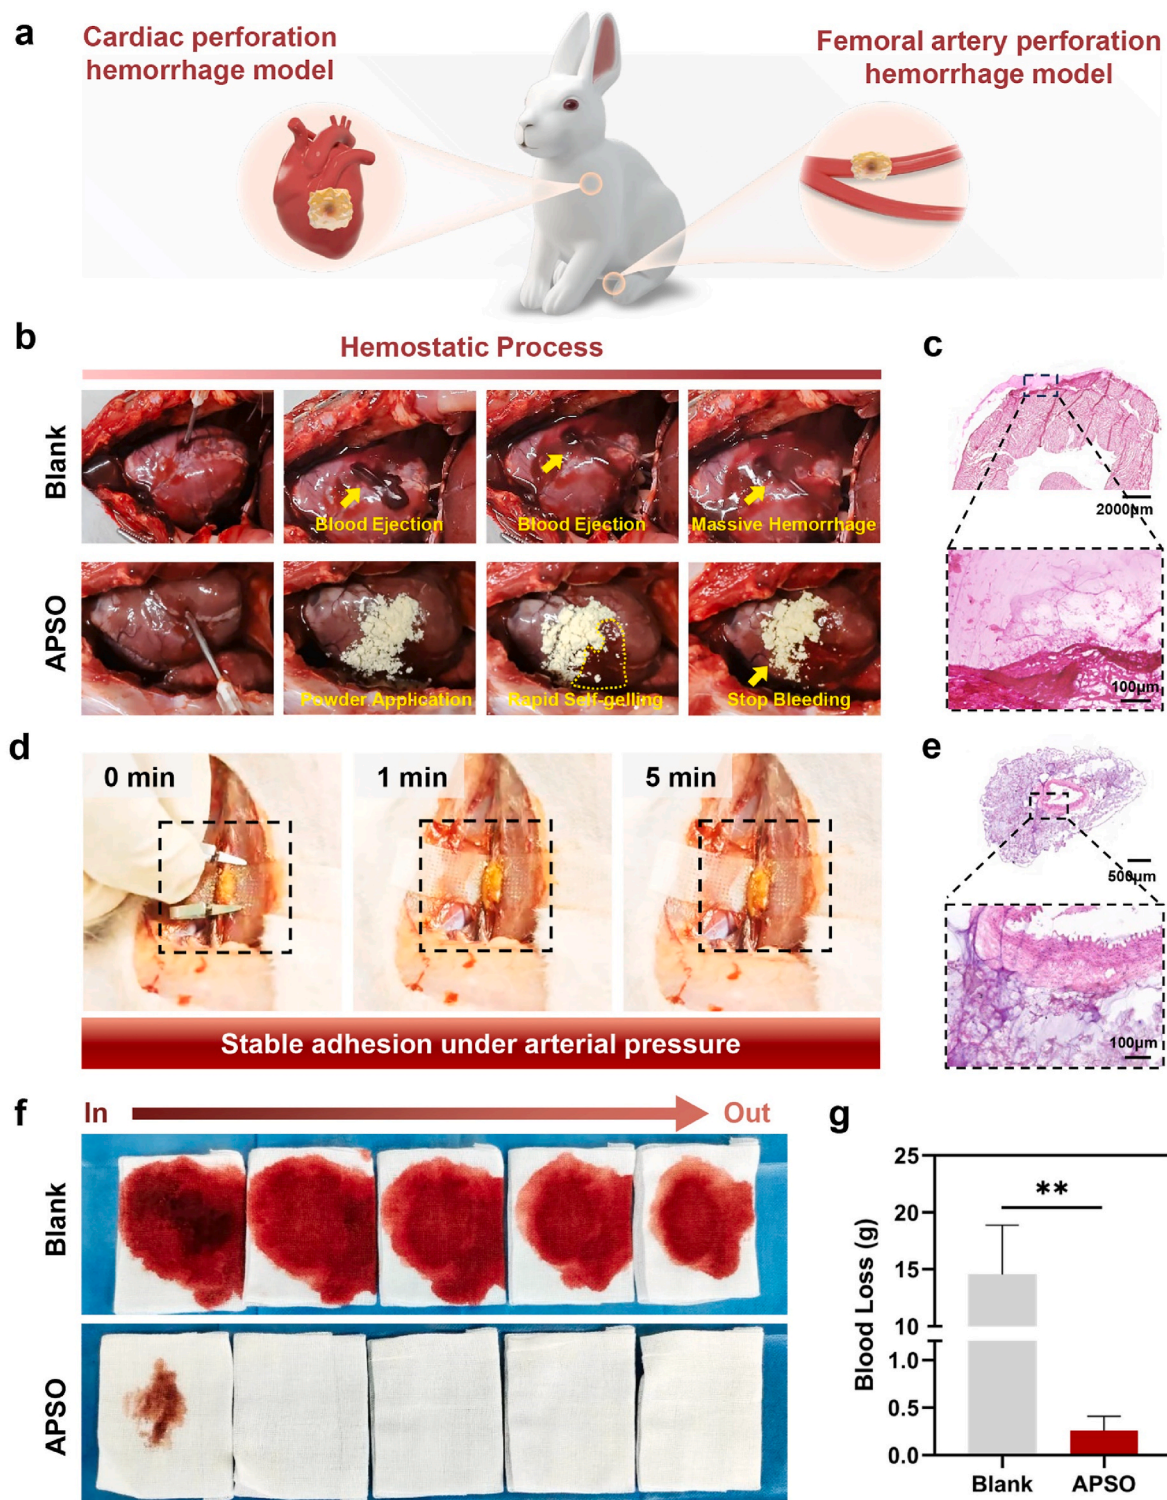 a
Cardiac perforation
hemorrhage model
Femoral artery perforation
hemorrhage model
b
Hemostatic Process
Blank
Blood Ejection
Blood Ejection
Massive Hemorrhage
APSO
Powder Application
Rapid Self-gelling
Stop Bleeding
c
2000μm
100μm
d
0 min
1 min
5 min
Stable adhesion under arterial pressure
e
500μm
100μm
f
In
Out
Blank
APSO
g
Blood Loss (g)
25
20
15
10
1.0
0.5
0.0
**
Blank
APSO